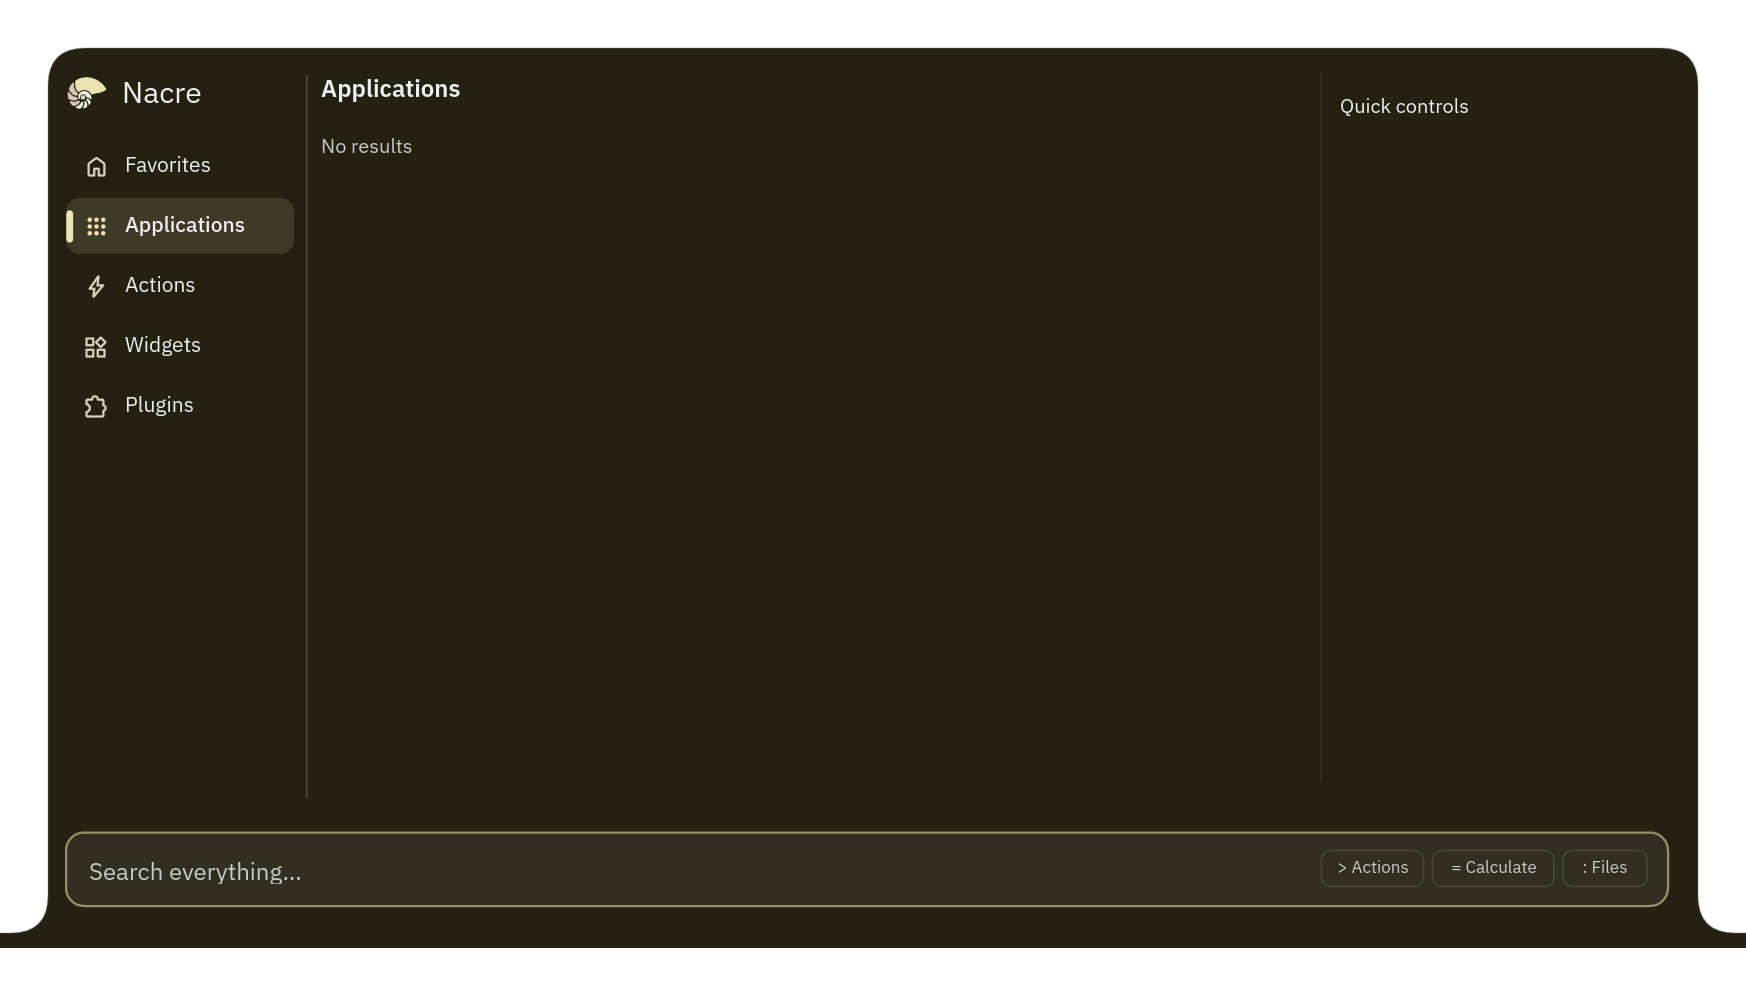 Nacre
Favorites
Applications
Actions
Widgets
Plugins
Applications
No results
Quick controls
Search everything...
> Actions
= Calculate
: Files